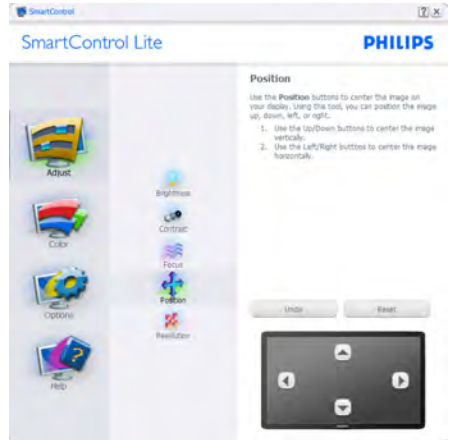 SmartControl
SmartControl Lite
PHILIPS
Position
Use the Position buttons to center the image on
your display. Using the tool, you can position the image
up, down, left, or right.
1. Use the Up/Down buttons to center the image
vertically.
2. Use the Left/Right buttons to center the image
horizontally.
Adjust
Color
Options
Help
Brightness
Contrast
Focus
Position
Resolution
Undo
Reset